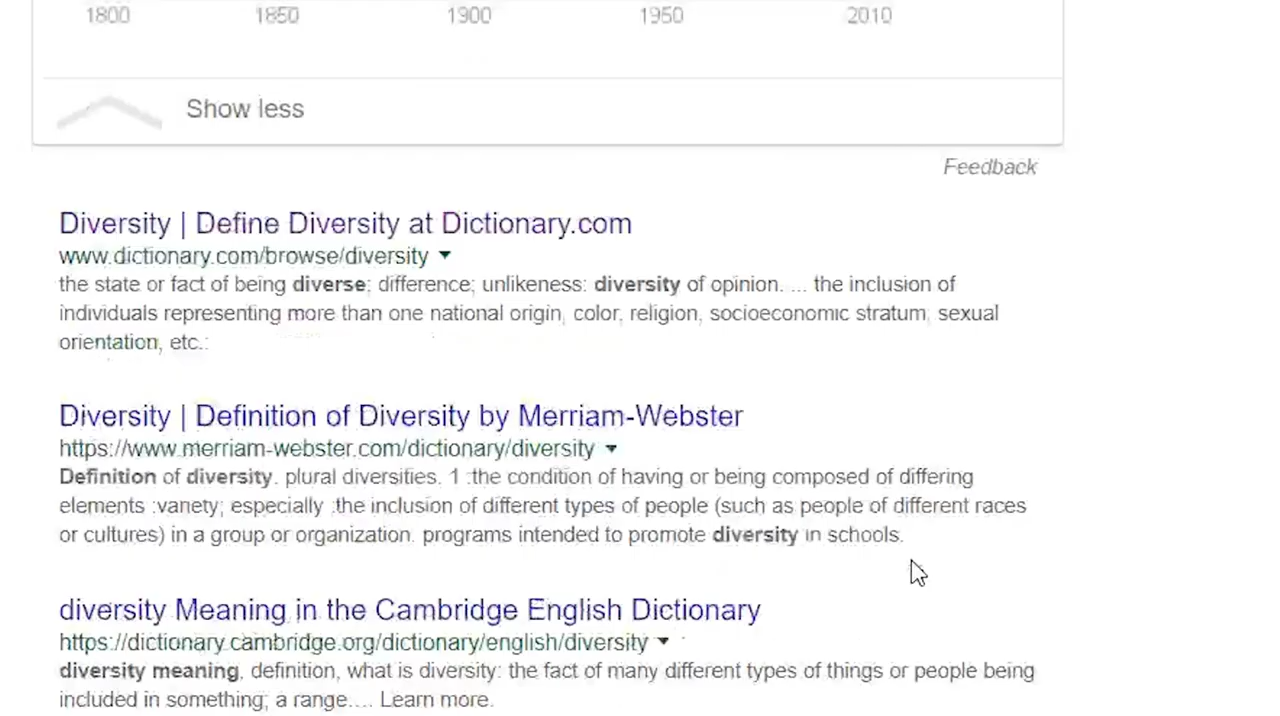 1800 1850 1900 1950 2010
Show less
Feedback
Diversity | Define Diversity at Dictionary.com
www.dictionary.com/browse/diversity
the state or fact of being diverse; difference; unlikeness: diversity of opinion. ... the inclusion of
individuals representing more than one national origin, color, religion, socioeconomic stratum, sexual
orientation, etc.:
Diversity | Definition of Diversity by Merriam-Webster
https://www.merriam-webster.com/dictionary/diversity
Definition of diversity. plural diversities. 1 :the condition of having or being composed of differing
elements :variety; especially :the inclusion of different types of people (such as people of different races
or cultures) in a group or organization. programs intended to promote diversity in schools.
diversity Meaning in the Cambridge English Dictionary
https://dictionary.cambridge.org/dictionary/english/diversity
diversity meaning, definition, what is diversity: the fact of many different types of things or people being
included in something; a range.... Learn more.